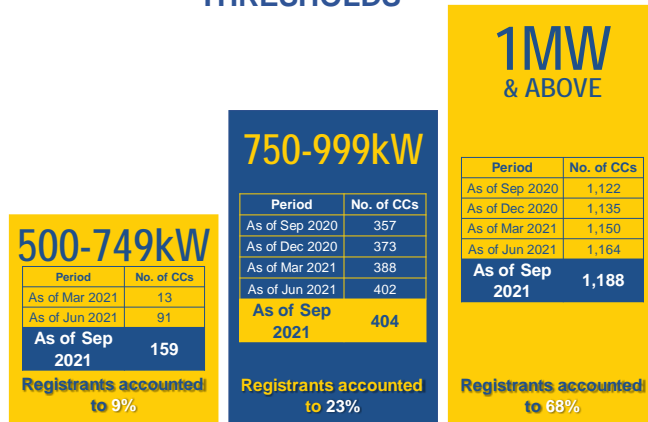 THRESHOLDS
1MW
& ABOVE
Period No. of CCs
As of Sep 2020 1,122
As of Dec 2020 1,135
As of Mar 2021 1,150
As of Jun 2021 1,164
As of Sep
2021 1,188
Registrants accounted
to 68%
750-999kW
Period No. of CCs
As of Sep 2020 357
As of Dec 2020 373
As of Mar 2021 388
As of Jun 2021 402
As of Sep
2021 404
Registrants accounted
to 23%
500-749kW
Period No. of CCs
As of Mar 2021 13
As of Jun 2021 91
As of Sep
2021 159
Registrants accounted
to 9%